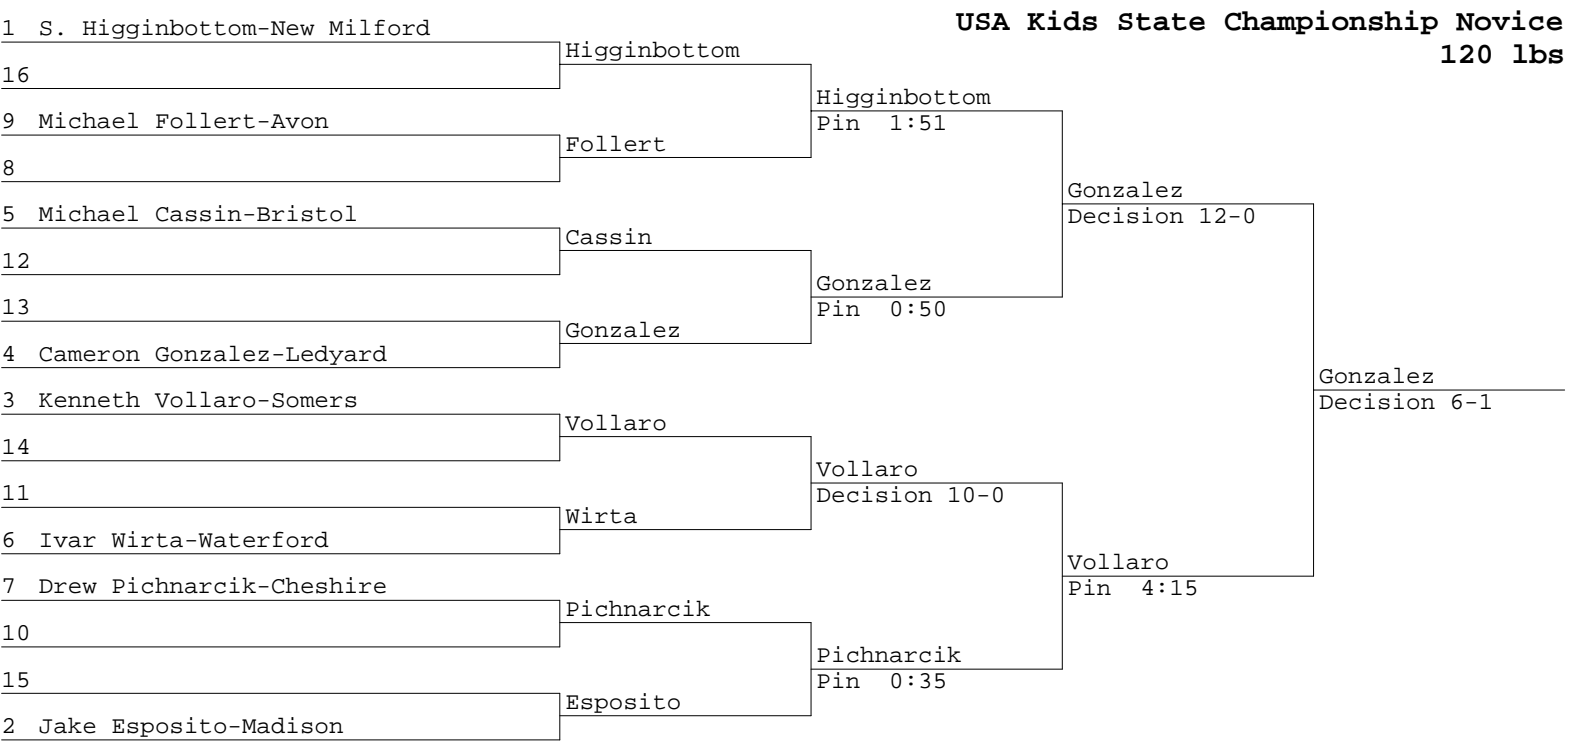 USA Kids State Championship Novice
120 lbs
1 S. Higginbottom-New Milford
16
9 Michael Follert-Avon
8
5 Michael Cassin-Bristol
12
13
4 Cameron Gonzalez-Ledyard
3 Kenneth Vollaro-Somers
14
11
6 Ivar Wirta-Waterford
7 Drew Pichnarcik-Cheshire
10
15
2 Jake Esposito-Madison
Higginbottom
Follert
Cassin
Gonzalez
Vollaro
Wirta
Pichnarcik
Esposito
Higginbottom
Pin 1:51
Gonzalez
Pin 0:50
Vollaro
Decision 10-0
Pichnarcik
Pin 0:35
Gonzalez
Decision 12-0
Vollaro
Pin 4:15
Gonzalez
Decision 6-1